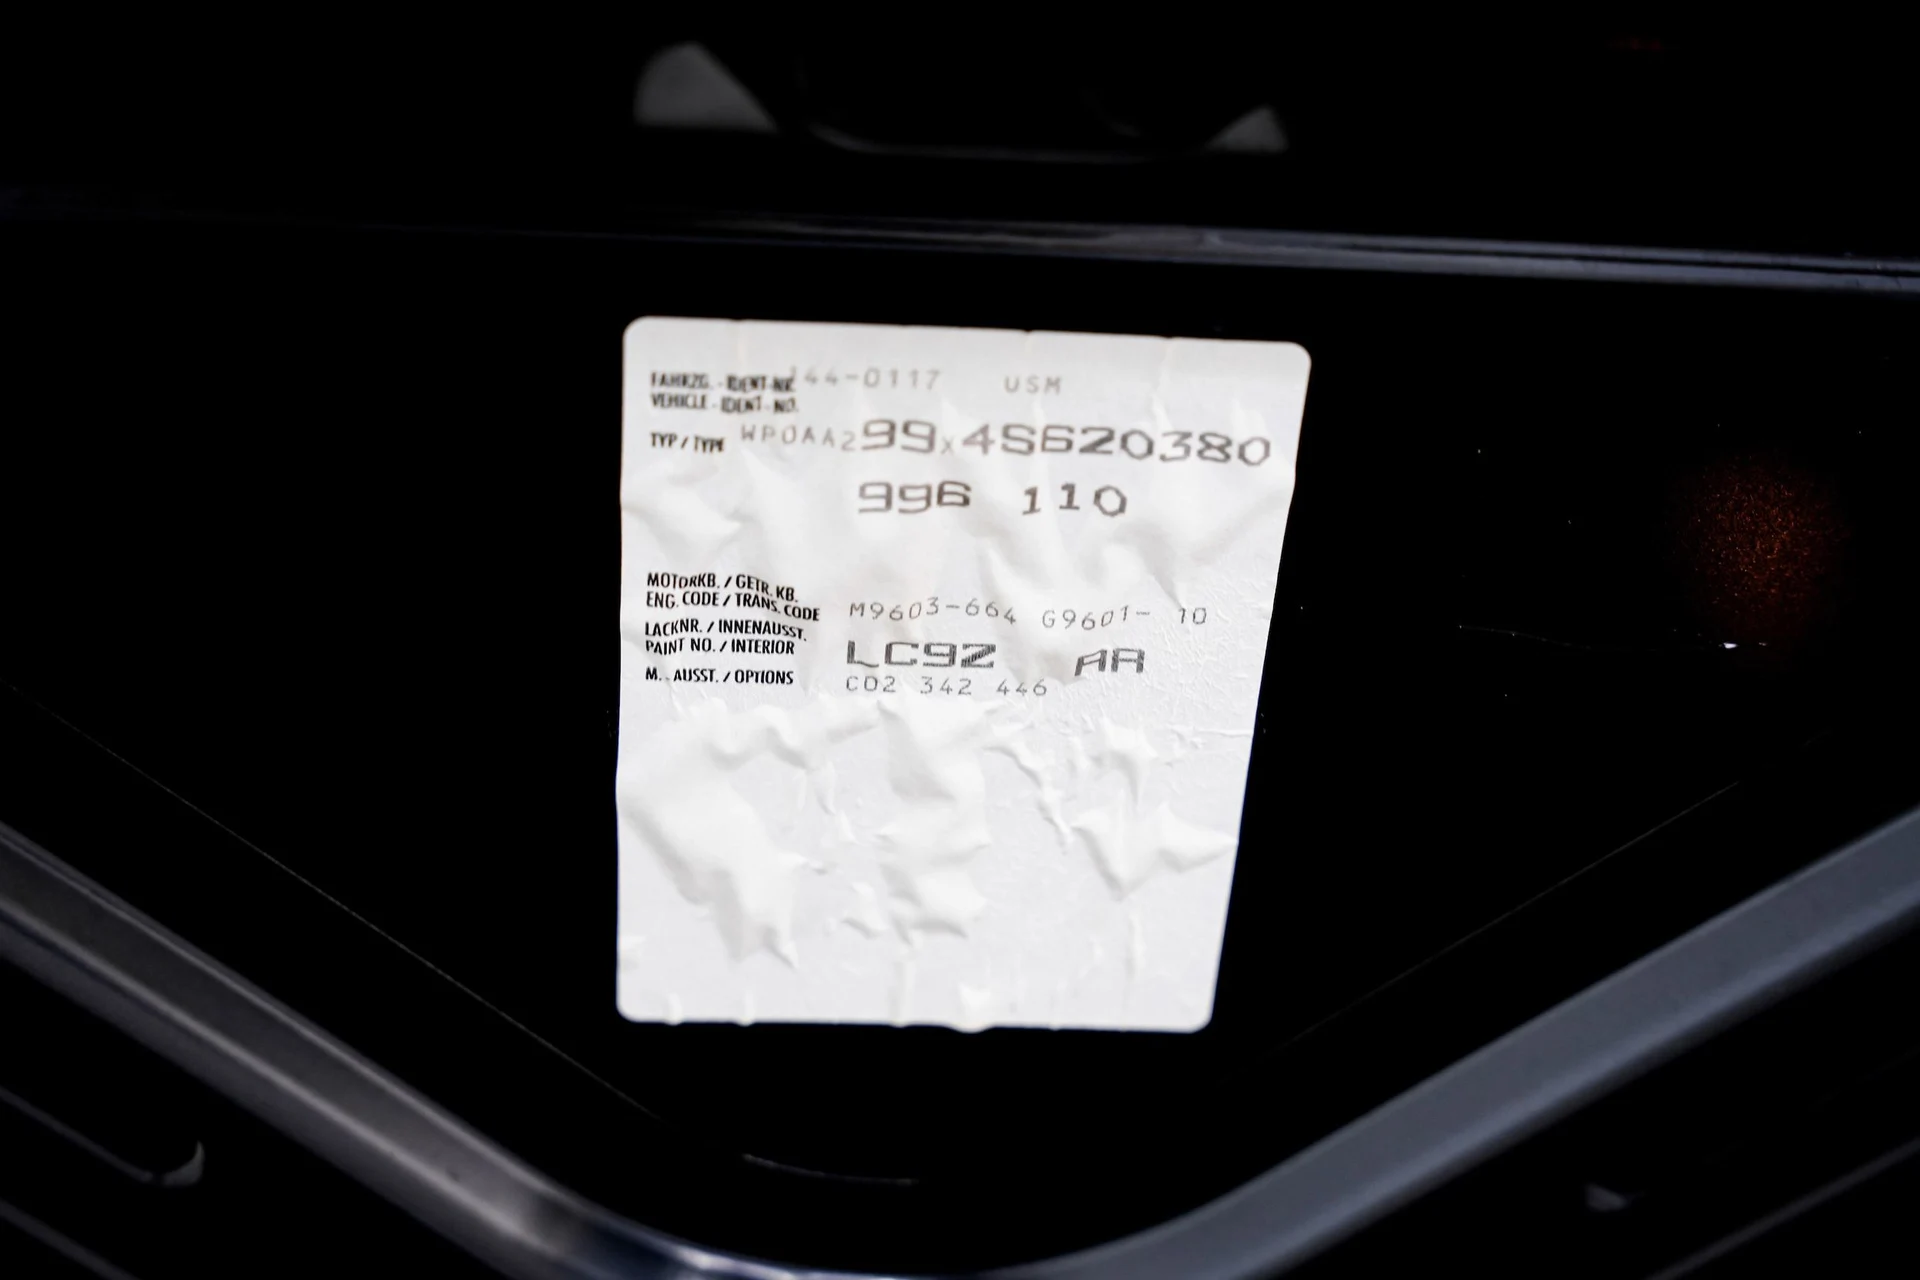 FAHRZG. - IDENT-NR. 144-0117 USM
VEHICLE - IDENT - NO.
TYP / TYPE WP0AA299X4S620380
996 110
MOTORKB. / GETR. KB.
ENG. CODE / TRANS. CODE M9603-664 G9601- 10
LACKNR. / INNENAUSST.
PAINT NO. / INTERIOR LC9Z AA
M.. AUSST. / OPTIONS C02 342 446